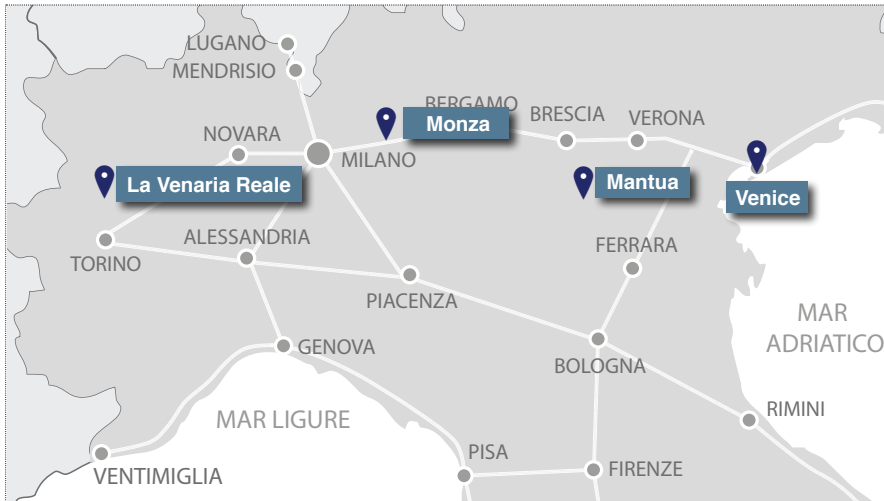 LUGANO
MENDRISIO
BERGAMO
Monza
BRESCIA
VERONA
NOVARA
MILANO
La Venaria Reale
Mantua
Venice
ALESSANDRIA
TORINO
FERRARA
PIACENZA
MAR
ADRIATICO
GENOVA
BOLOGNA
MAR LIGURE
RIMINI
PISA
FIRENZE
VENTIMIGLIA